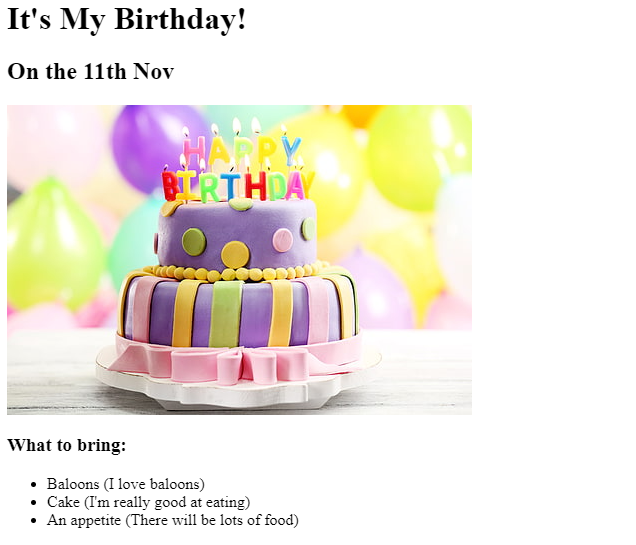 It's My Birthday!
On the 11th Nov
HAPPY
BIRTHDAY
What to bring:
Baloons (I love baloons)
Cake (I'm really good at eating)
An appetite (There will be lots of food)